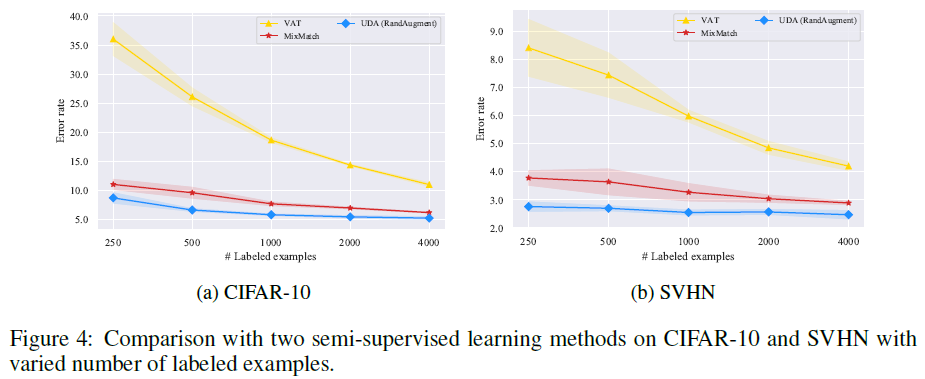 40.0
35.0
30.0
25.0
20.0
15.0
10.0
5.0
Error rate
VAT
MixMatch
UDA (RandAugment)
250 500 1000 2000 4000
# Labeled examples
(a) CIFAR-10
9.0
8.0
7.0
6.0
5.0
4.0
3.0
2.0
Error rate
VAT
MixMatch
UDA (RandAugment)
250 500 1000 2000 4000
# Labeled examples
(b) SVHN
Figure 4: Comparison with two semi-supervised learning methods on CIFAR-10 and SVHN with
varied number of labeled examples.